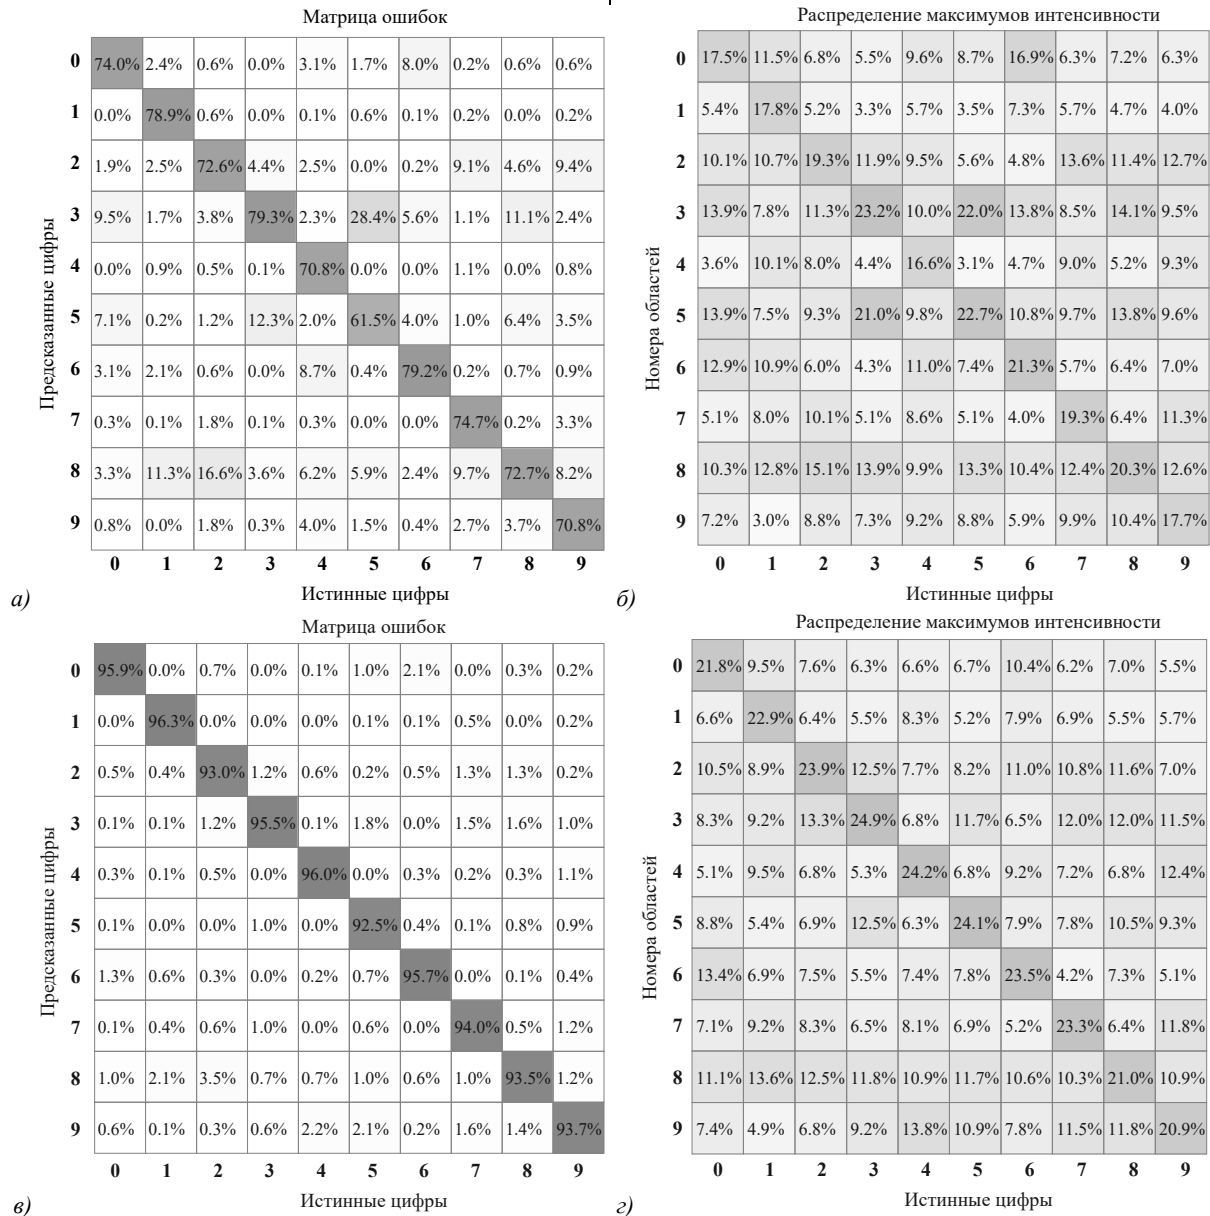 Матрица ошибок
0 74.0% 2.4% 0.6% 0.0% 3.1% 1.7% 8.0% 0.2% 0.6% 0.6%
1 0.0% 78.9% 0.6% 0.0% 0.1% 0.6% 0.1% 0.2% 0.0% 0.2%
2 1.9% 2.5% 72.6% 4.4% 2.5% 0.0% 0.2% 9.1% 4.6% 9.4%
3 9.5% 1.7% 3.8% 79.3% 2.3% 28.4% 5.6% 1.1% 11.1% 2.4%
4 0.0% 0.9% 0.5% 0.1% 70.8% 0.0% 0.0% 1.1% 0.0% 0.8%
5 7.1% 0.2% 1.2% 12.3% 2.0% 61.5% 4.0% 1.0% 6.4% 3.5%
6 3.1% 2.1% 0.6% 0.0% 8.7% 0.4% 79.2% 0.2% 0.7% 0.9%
7 0.3% 0.1% 1.8% 0.1% 0.3% 0.0% 0.0% 74.7% 0.2% 3.3%
8 3.3% 11.3% 16.6% 3.6% 6.2% 5.9% 2.4% 9.7% 72.7% 8.2%
9 0.8% 0.0% 1.8% 0.3% 4.0% 1.5% 0.4% 2.7% 3.7% 70.8%
0 1 2 3 4 5 6 7 8 9
Предсказанные цифры
Истинные цифры
а)
Распределение максимумов интенсивности
0 17.5% 11.5% 6.8% 5.5% 9.6% 8.7% 16.9% 6.3% 7.2% 6.3%
1 5.4% 17.8% 5.2% 3.3% 5.7% 3.5% 7.3% 5.7% 4.7% 4.0%
2 10.1% 10.7% 19.3% 11.9% 9.5% 5.6% 4.8% 13.6% 11.4% 12.7%
3 13.9% 7.8% 11.3% 23.2% 10.0% 22.0% 13.8% 8.5% 14.1% 9.5%
4 3.6% 10.1% 8.0% 4.4% 16.6% 3.1% 4.7% 9.0% 5.2% 9.3%
5 13.9% 7.5% 9.3% 21.0% 9.8% 22.7% 10.8% 9.7% 13.8% 9.6%
6 12.9% 10.9% 6.0% 4.3% 11.0% 7.4% 21.3% 5.7% 6.4% 7.0%
7 5.1% 8.0% 10.1% 5.1% 8.6% 5.1% 4.0% 19.3% 6.4% 11.3%
8 10.3% 12.8% 15.1% 13.9% 9.9% 13.3% 10.4% 12.4% 20.3% 12.6%
9 7.2% 3.0% 8.8% 7.3% 9.2% 8.8% 5.9% 9.9% 10.4% 17.7%
0 1 2 3 4 5 6 7 8 9
Номера областей
Истинные цифры
б)
Матрица ошибок
0 95.9% 0.0% 0.7% 0.0% 0.1% 1.0% 2.1% 0.0% 0.3% 0.2%
1 0.0% 96.3% 0.0% 0.0% 0.0% 0.1% 0.1% 0.5% 0.0% 0.2%
2 0.5% 0.4% 93.0% 1.2% 0.6% 0.2% 0.5% 1.3% 1.3% 0.2%
3 0.1% 0.1% 1.2% 95.5% 0.1% 1.8% 0.0% 1.5% 1.6% 1.0%
4 0.3% 0.1% 0.5% 0.0% 96.0% 0.0% 0.3% 0.2% 0.3% 1.1%
5 0.1% 0.0% 0.0% 1.0% 0.0% 92.5% 0.4% 0.1% 0.8% 0.9%
6 1.3% 0.6% 0.3% 0.0% 0.2% 0.7% 95.7% 0.0% 0.1% 0.4%
7 0.1% 0.4% 0.6% 1.0% 0.0% 0.6% 0.0% 94.0% 0.5% 1.2%
8 1.0% 2.1% 3.5% 0.7% 0.7% 1.0% 0.6% 1.0% 93.5% 1.2%
9 0.6% 0.1% 0.3% 0.6% 2.2% 2.1% 0.2% 1.6% 1.4% 93.7%
0 1 2 3 4 5 6 7 8 9
Предсказанные цифры
Истинные цифры
в)
Распределение максимумов интенсивности
0 21.8% 9.5% 7.6% 6.3% 6.6% 6.7% 10.4% 6.2% 7.0% 5.5%
1 6.6% 22.9% 6.4% 5.5% 8.3% 5.2% 7.9% 6.9% 5.5% 5.7%
2 10.5% 8.9% 23.9% 12.5% 7.7% 8.2% 11.0% 10.8% 11.6% 7.0%
3 8.3% 9.2% 13.3% 24.9% 6.8% 11.7% 6.5% 12.0% 12.0% 11.5%
4 5.1% 9.5% 6.8% 5.3% 24.2% 6.8% 9.2% 7.2% 6.8% 12.4%
5 8.8% 5.4% 6.9% 12.5% 6.3% 24.1% 7.9% 7.8% 10.5% 9.3%
6 13.4% 6.9% 7.5% 5.5% 7.4% 7.8% 23.5% 4.2% 7.3% 5.1%
7 7.1% 9.2% 8.3% 6.5% 8.1% 6.9% 5.2% 23.3% 6.4% 11.8%
8 11.1% 13.6% 12.5% 11.8% 10.9% 11.7% 10.6% 10.3% 21.0% 10.9%
9 7.4% 4.9% 6.8% 9.2% 13.8% 10.9% 7.8% 11.5% 11.8% 20.9%
0 1 2 3 4 5 6 7 8 9
Номера областей
Истинные цифры
г)